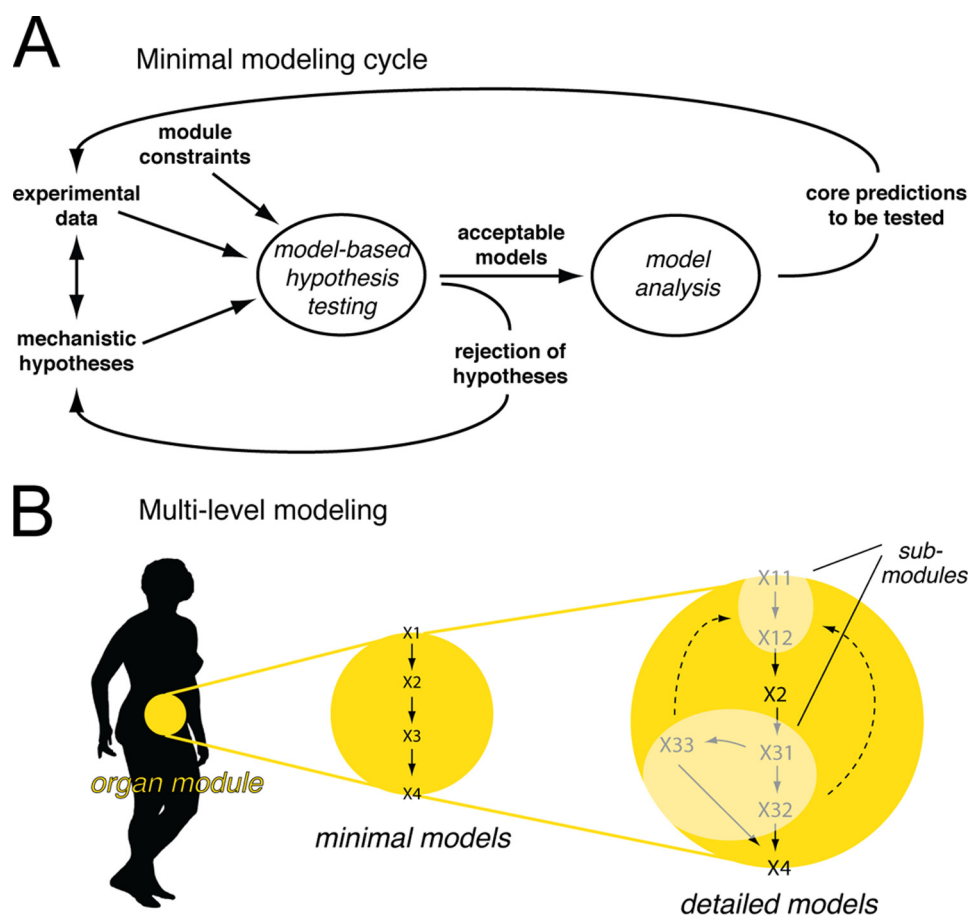 A
Minimal modeling cycle
module
constraints
experimental
data
mechanistic
hypotheses
model-based
hypothesis
testing
acceptable
models
rejection of
hypotheses
model
analysis
core predictions
to be tested
B
Multi-level modeling
organ module
X1
X2
X3
X4
minimal models
sub-
modules
X11
X12
X2
X33
X31
X32
X4
detailed models